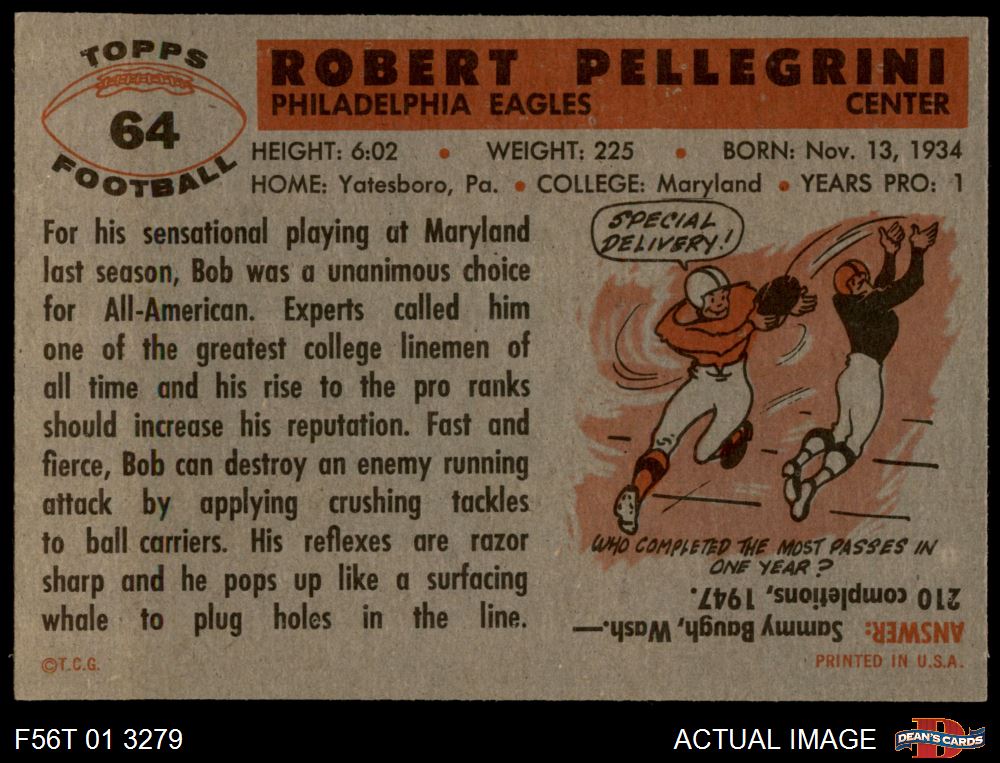 TOPPS
64
FOOTBALL
ROBERT PELLEGRINI
PHILADELPHIA EAGLES CENTER
HEIGHT: 6:02 • WEIGHT: 225 • BORN: Nov. 13, 1934
HOME: Yatesboro, Pa. • COLLEGE: Maryland • YEARS PRO: 1
For his sensational playing at Maryland
last season, Bob was a unanimous choice
for All-American. Experts called him
one of the greatest college linemen of
all time and his rise to the pro ranks
should increase his reputation. Fast and
fierce, Bob can destroy an enemy running
attack by applying crushing tackles
to ball carriers. His reflexes are razor
sharp and he pops up like a surfacing
whale to plug holes in the line.
©T.C.G.
SPECIAL
DELIVERY!
WHO COMPLETED THE MOST PASSES IN
ONE YEAR?
ANSWER: Sammy Baugh, Wash.—
210 completions, 1947.
PRINTED IN U.S.A.
F56T 01 3279
ACTUAL IMAGE
DEAN'S CARDS